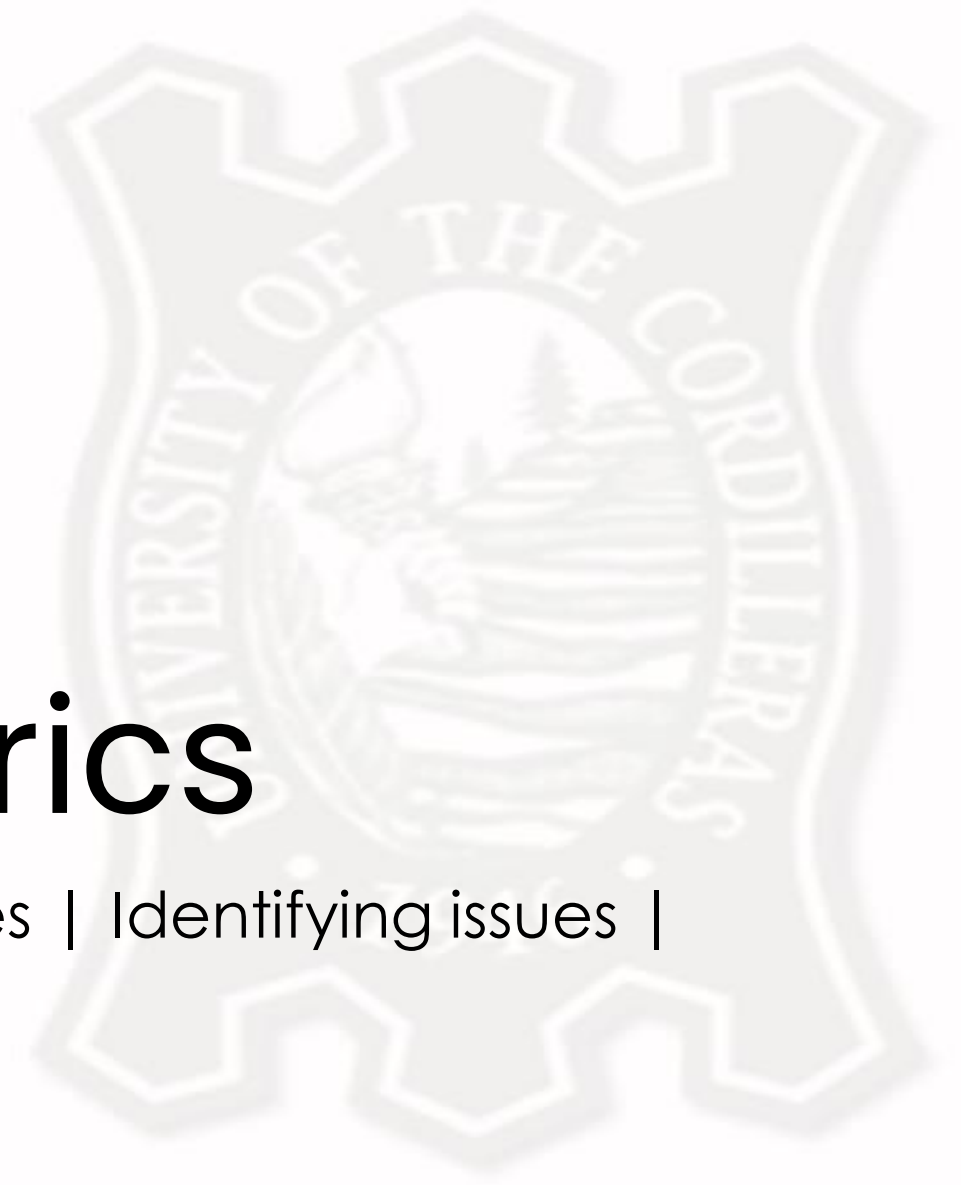 UNIVERSITY OF THE CORDILLERAS
rics
es | Identifying issues |